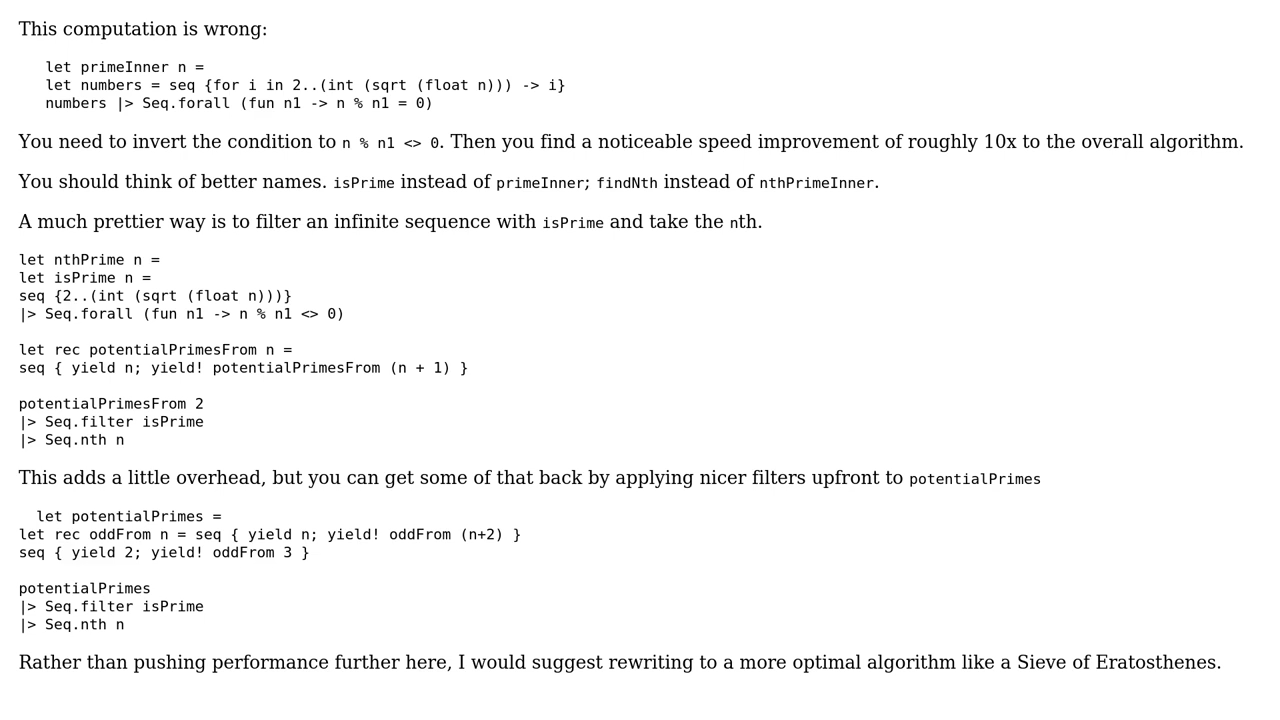 This computation is wrong:
let primeInner n =
let numbers = seq {for i in 2..(int (sqrt (float n))) -> i}
numbers |> Seq.forall (fun n1 -> n % n1 = 0)
You need to invert the condition to n % n1 <> 0. Then you find a noticeable speed improvement of roughly 10x to the overall algorithm.
You should think of better names. isPrime instead of primeInner; findNth instead of nthPrimeInner.
A much prettier way is to filter an infinite sequence with isPrime and take the nth.
let nthPrime n =
let isPrime n =
seq {2..(int (sqrt (float n)))}
|> Seq.forall (fun n1 -> n % n1 <> 0)
let rec potentialPrimesFrom n =
seq { yield n; yield! potentialPrimesFrom (n + 1) }
potentialPrimesFrom 2
|> Seq.filter isPrime
|> Seq.nth n
This adds a little overhead, but you can get some of that back by applying nicer filters upfront to potentialPrimes
let potentialPrimes =
let rec oddFrom n = seq { yield n; yield! oddFrom (n+2) }
seq { yield 2; yield! oddFrom 3 }
potentialPrimes
|> Seq.filter isPrime
|> Seq.nth n
Rather than pushing performance further here, I would suggest rewriting to a more optimal algorithm like a Sieve of Eratosthenes.